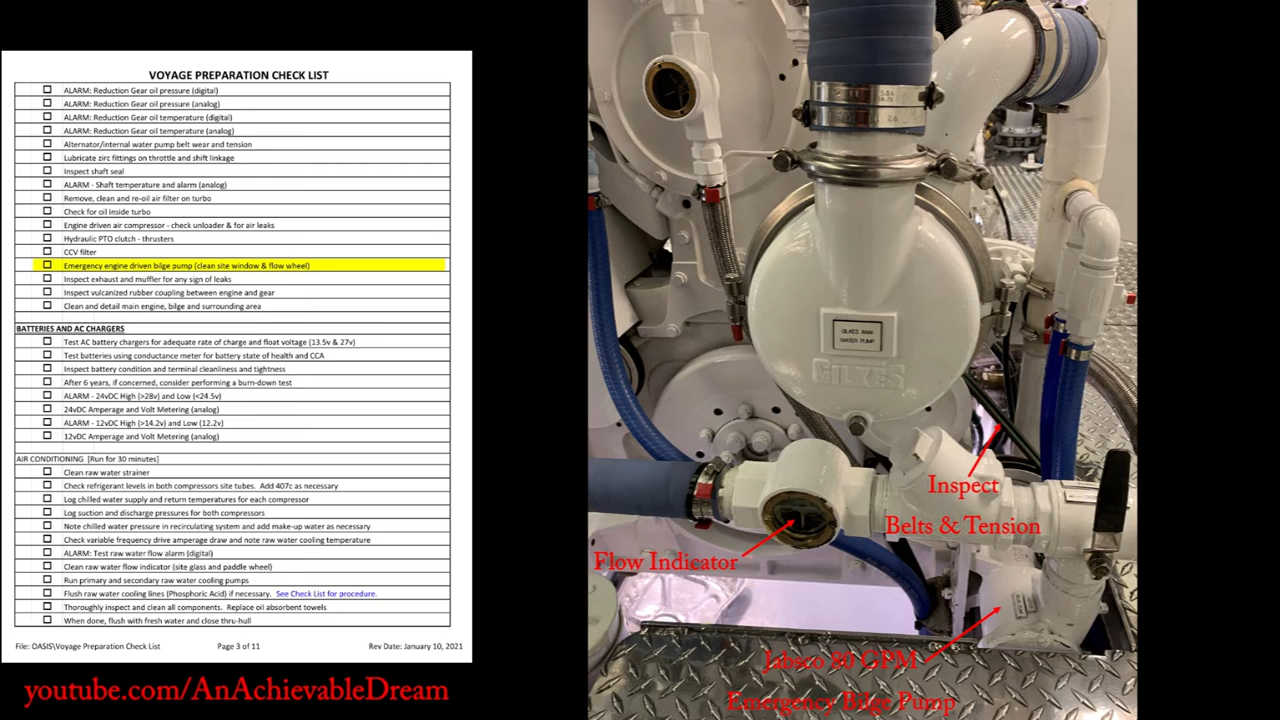 VOYAGE PREPARATION CHECK LIST
ALARM: Reduction Gear oil pressure (digital)
ALARM: Reduction Gear oil pressure (analog)
ALARM: Reduction Gear oil temperature (digital)
ALARM: Reduction Gear oil temperature (analog)
Alternator/internal water pump belt wear and tension
Lubricate zirc fittings on throttle and shift linkage
Inspect shaft seal
ALARM - Shaft temperature and alarm (analog)
Remove, clean and re-oil air filter on turbo
Check for oil inside turbo
Engine driven air compressor - check unloader & for air leaks
Hydraulic PTO clutch - thrusters
CCV filter
Emergency engine driven bilge pump (clean site window & flow wheel)
Inspect exhaust and muffler for any sign of leaks
Inspect vulcanized rubber coupling between engine and gear
Clean and detail main engine, bilge and surrounding area
BATTERIES AND AC CHARGERS
Test AC battery chargers for adequate rate of charge and float voltage (13.5v & 27v)
Test batteries using conductance meter for battery state of health and CCA
Inspect battery condition and terminal cleanliness and tightness
After 6 years, if concerned, consider performing a burn-down test
ALARM - 24vDC High (>28v) and Low (<24.5v)
24vDC Amperage and Volt Metering (analog)
ALARM - 12vDC High (>14.2v) and Low (12.2v)
12vDC Amperage and Volt Metering (analog)
AIR CONDITIONING [Run for 30 minutes]
Clean raw water strainer
Check refrigerant levels in both compressors site tubes. Add 407c as necessary
Log chilled water supply and return temperatures for each compressor
Log suction and discharge pressures for both compressors
Note chilled water pressure in recirculating system and add make-up water as necessary
Check variable frequency drive amperage draw and note raw water cooling temperature
ALARM: Test raw water flow alarm (digital)
Clean raw water flow indicator (site glass and paddle wheel)
Run primary and secondary raw water cooling pumps
Flush raw water cooling lines (Phosphoric Acid) if necessary. See Check List for procedure.
Thoroughly inspect and clean all components. Replace oil absorbent towels
When done, flush with fresh water and close thru-hull
File: OASIS\Voyage Preparation Check List Page 3 of 11 Rev Date: January 10, 2021
youtube.com/AnAchievableDream
GILKES RAW
WATER PUMP
GILKES
Inspect
Belts & Tension
Flow Indicator
Jabsco 80 GPM
Emergency Bilge Pump